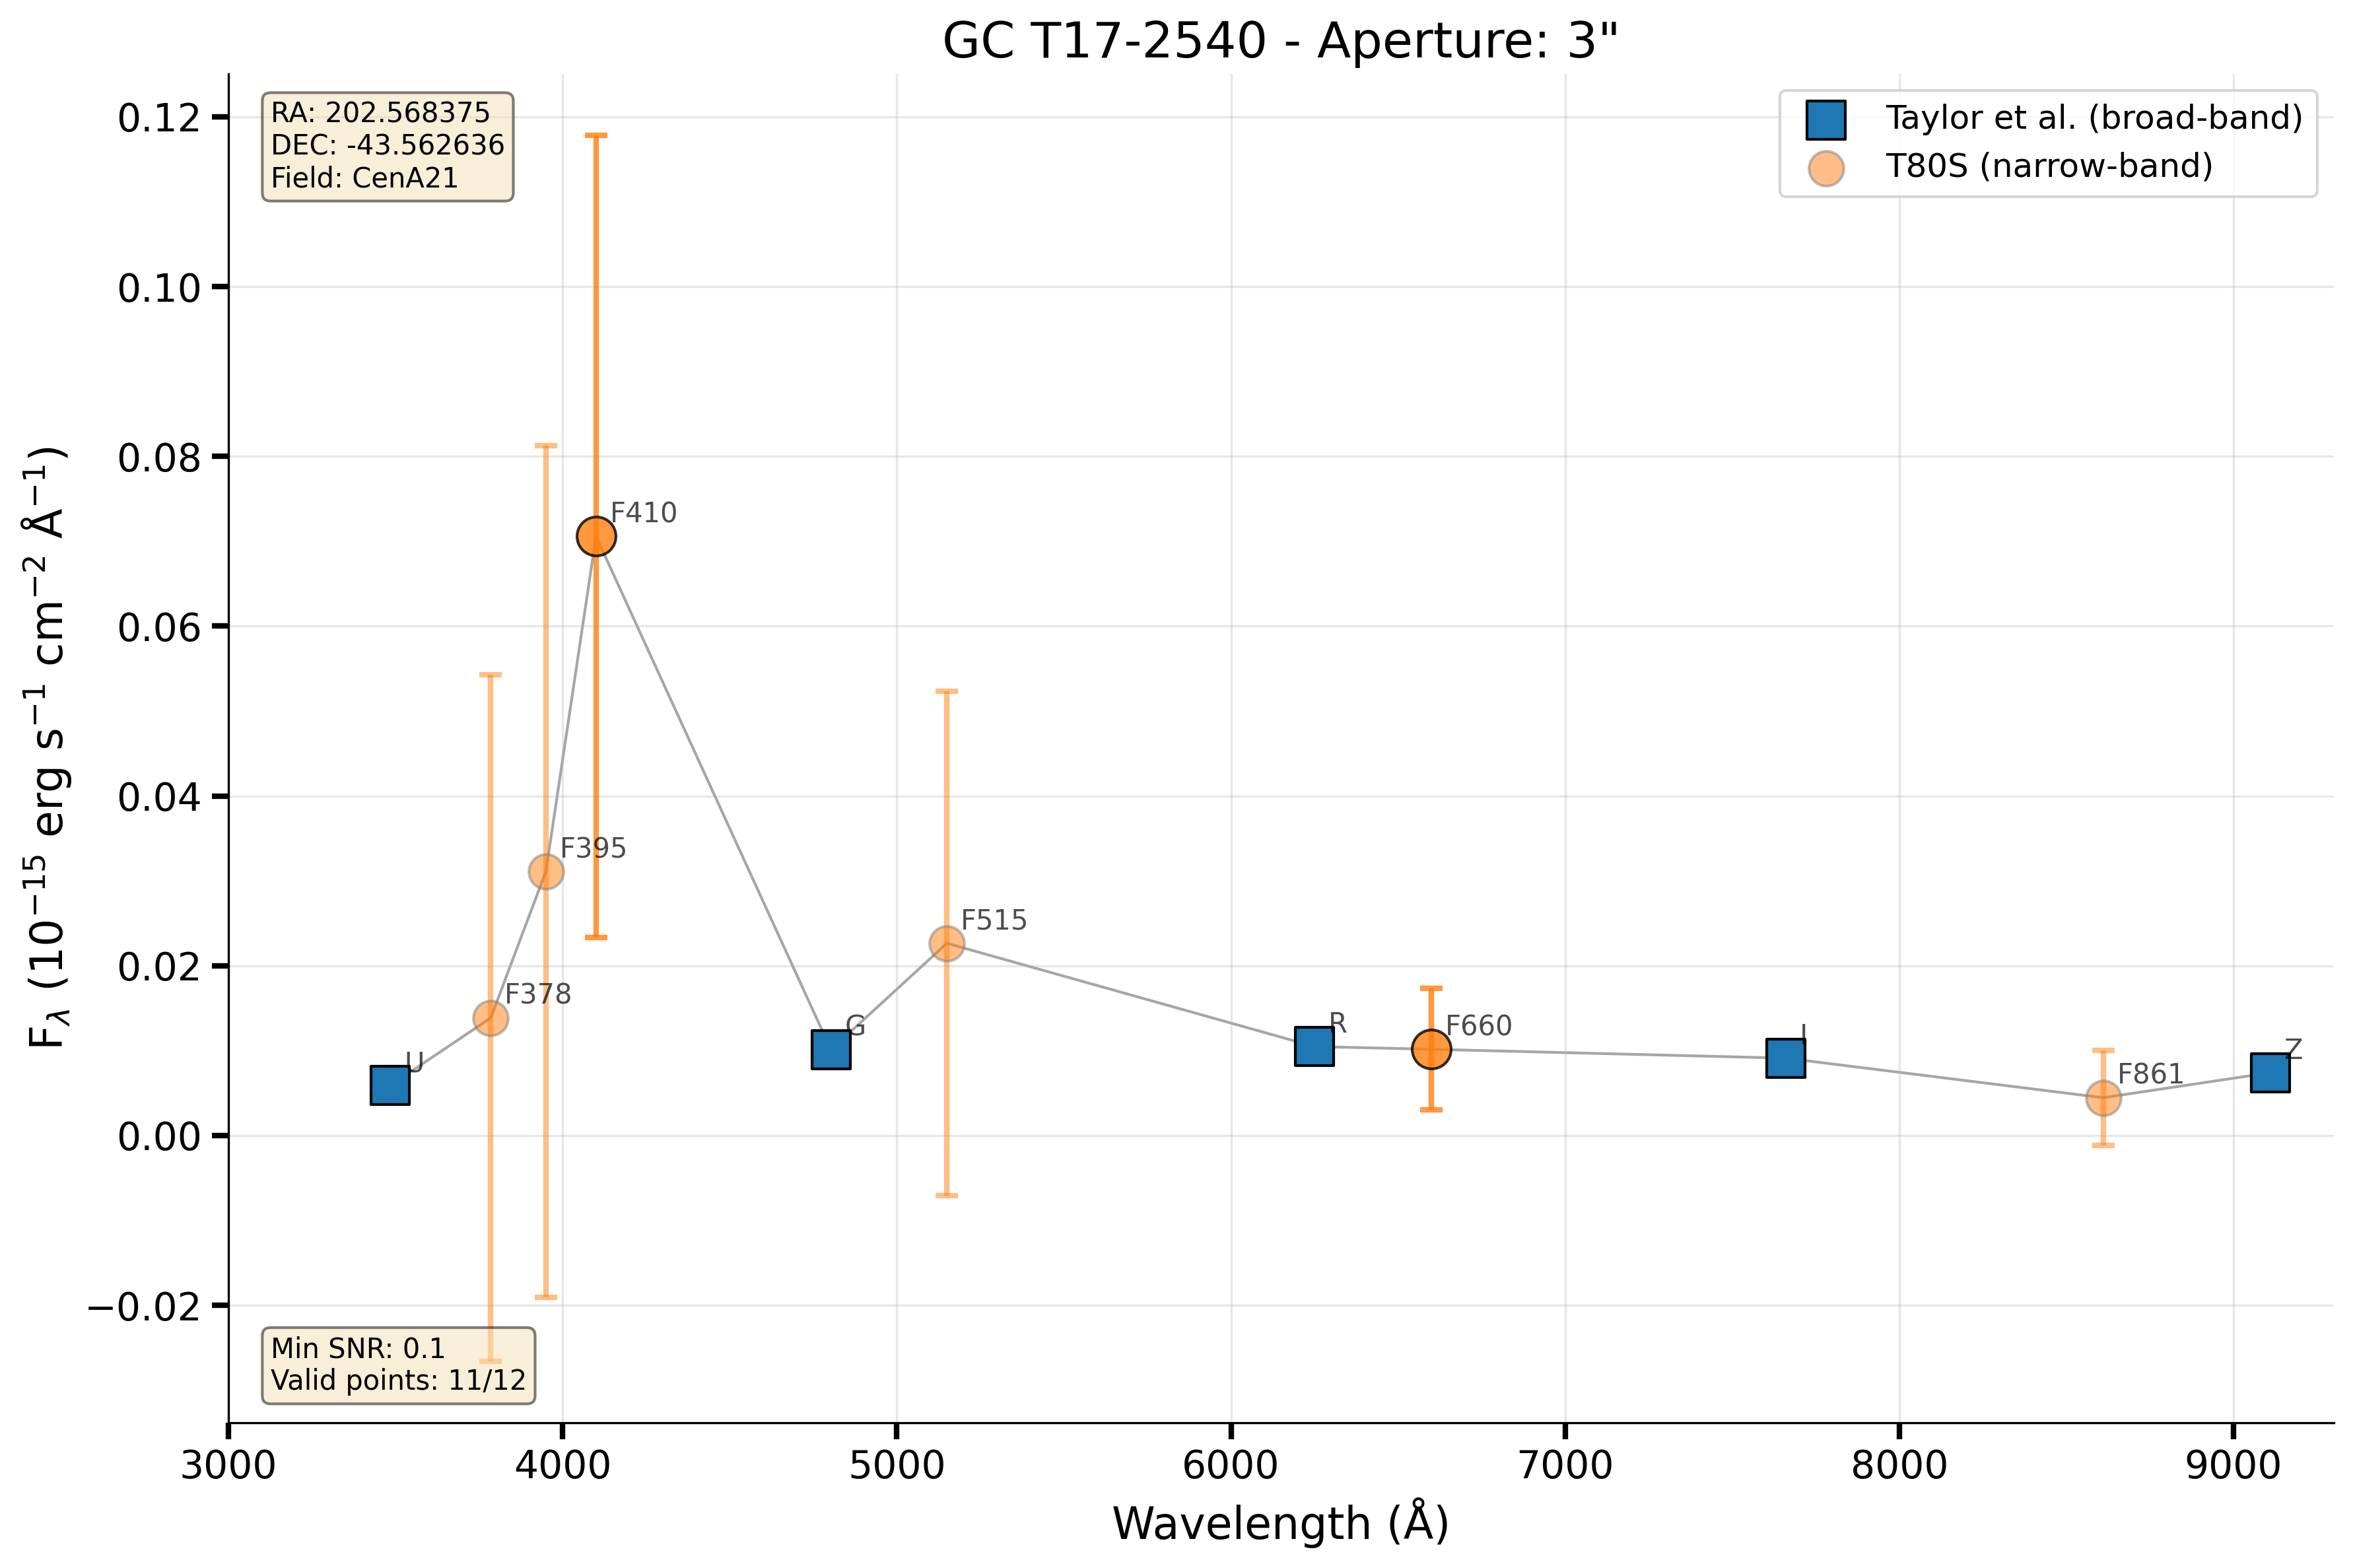 GC T17-2540 - Aperture: 3"
RA: 202.568375
DEC: -43.562636
Field: CenA21
Taylor et al. (broad-band)
T80S (narrow-band)
0.12
0.10
0.08
0.06
0.04
0.02
0.00
−0.02
F$_{λ}$ (10$^{−15}$ erg s$^{−1}$ cm$^{−2}$ Å$^{−1}$)
U
F378
F395
F410
G
F515
R
F660
I
F861
Z
Min SNR: 0.1
Valid points: 11/12
3000
4000
5000
6000
7000
8000
9000
Wavelength (Å)